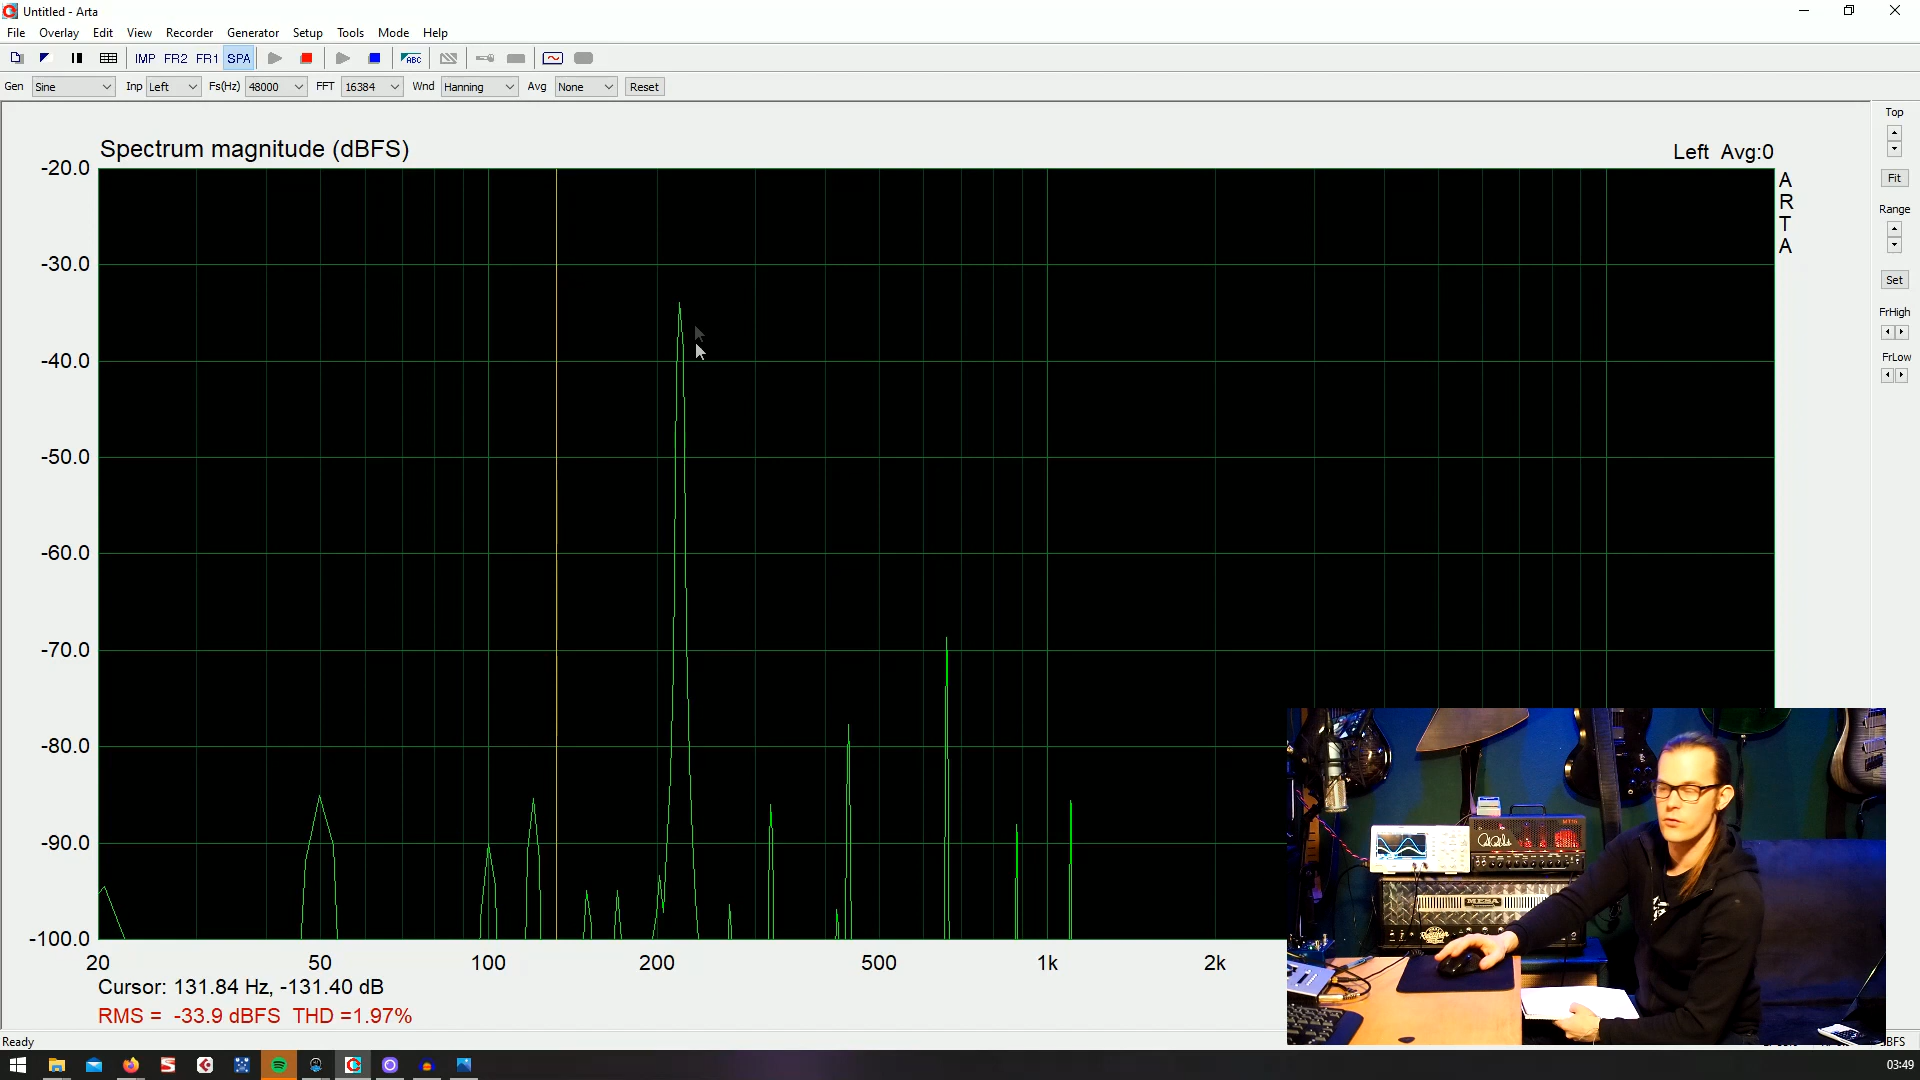 Untitled - Arta
File Overlay Edit View Recorder Generator Setup Tools Mode Help
IMP FR2 FR1 SPA ABC
Gen Sine Inp Left Fs(Hz) 48000 FFT 16384 Wnd Hanning Avg None Reset
Spectrum magnitude (dBFS)
Left Avg:0
A
R
T
A
Top
Fit
Range
Set
FrHigh
FrLow
-20.0
-30.0
-40.0
-50.0
-60.0
-70.0
-80.0
-90.0
-100.0
20 50 100 200 500 1k 2k
Cursor: 131.84 Hz, -131.40 dB
RMS = -33.9 dBFS THD =1.97%
MESA
Ready
03:49